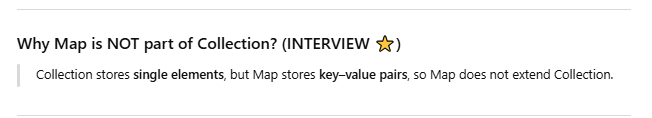 Why Map is NOT part of Collection? (INTERVIEW ⭐)
Collection stores single elements, but Map stores key–value pairs, so Map does not extend Collection.